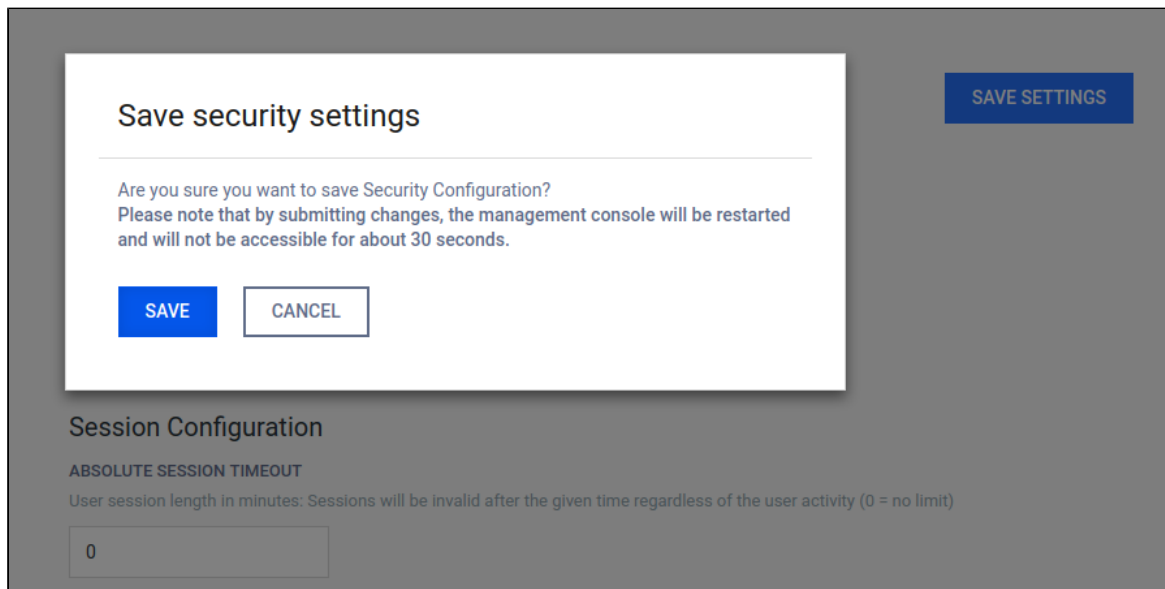 Save security settings
SAVE SETTINGS
Are you sure you want to save Security Configuration?
Please note that by submitting changes, the management console will be restarted
and will not be accessible for about 30 seconds.
SAVE
CANCEL
Session Configuration
ABSOLUTE SESSION TIMEOUT
User session length in minutes: Sessions will be invalid after the given time regardless of the user activity (0 = no limit)
0